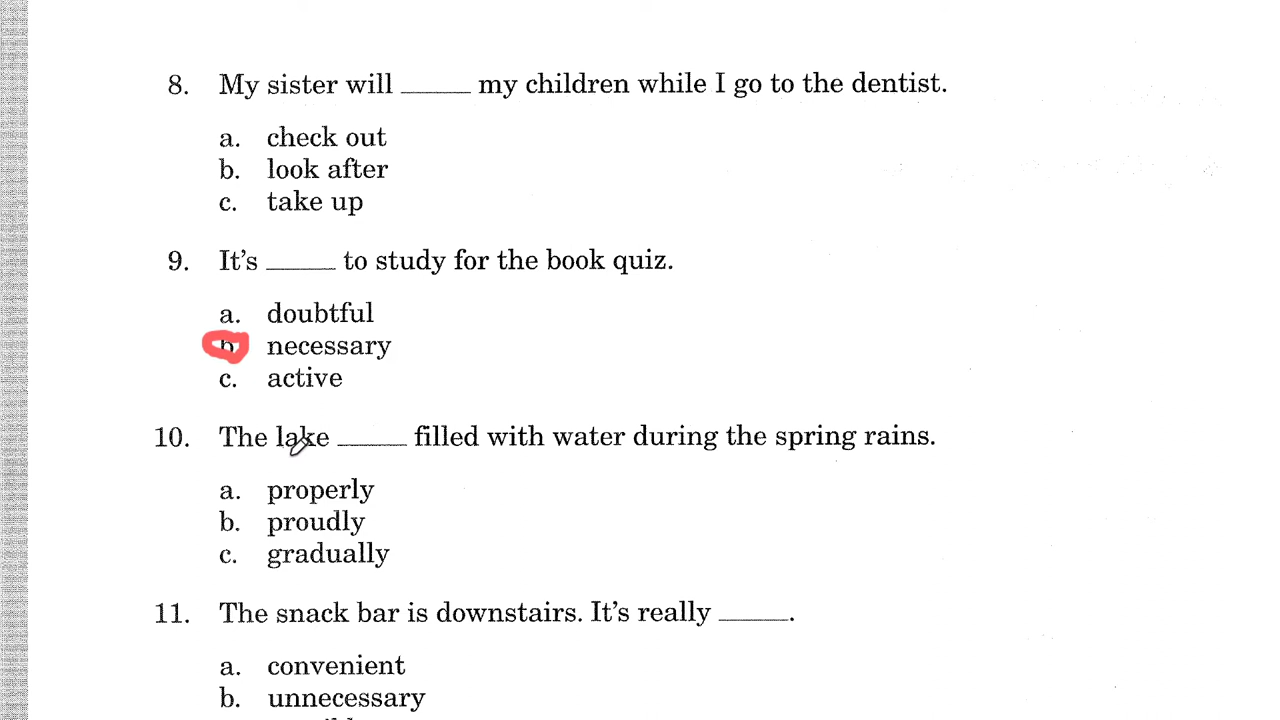 8. My sister will _____ my children while I go to the dentist.
a. check out
b. look after
c. take up
9. It's _____ to study for the book quiz.
a. doubtful
b. necessary
c. active
10. The lake _____ filled with water during the spring rains.
a. properly
b. proudly
c. gradually
11. The snack bar is downstairs. It's really _____.
a. convenient
b. unnecessary